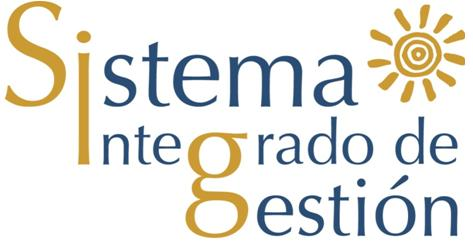 Sistema
Integrado de
gestión